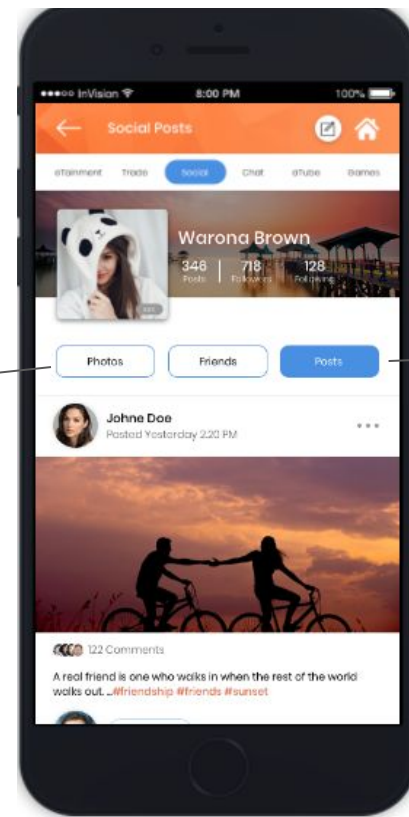 InVision 8:00 PM 100%
Social Posts
aTainment Trade Social Chat aTube Games
Warona Brown
346 718 128
Posts Followers Following
Photos Friends Posts
Johne Doe
Posted Yesterday 2.20 PM
122 Comments
A real friend is one who walks in when the rest of the world
walks out. ..#friendship #friends #sunset